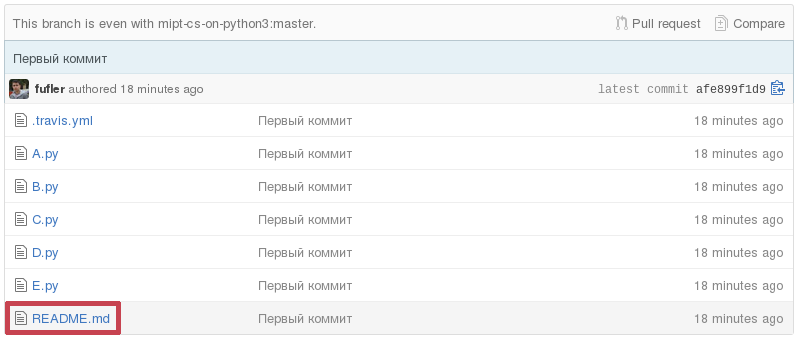 This branch is even with mipt-cs-on-python3:master. Pull request Compare
Первый коммит
fufler authored 18 minutes ago latest commit afe899f1d9
.travis.yml Первый коммит 18 minutes ago
A.py Первый коммит 18 minutes ago
B.py Первый коммит 18 minutes ago
C.py Первый коммит 18 minutes ago
D.py Первый коммит 18 minutes ago
E.py Первый коммит 18 minutes ago
README.md Первый коммит 18 minutes ago